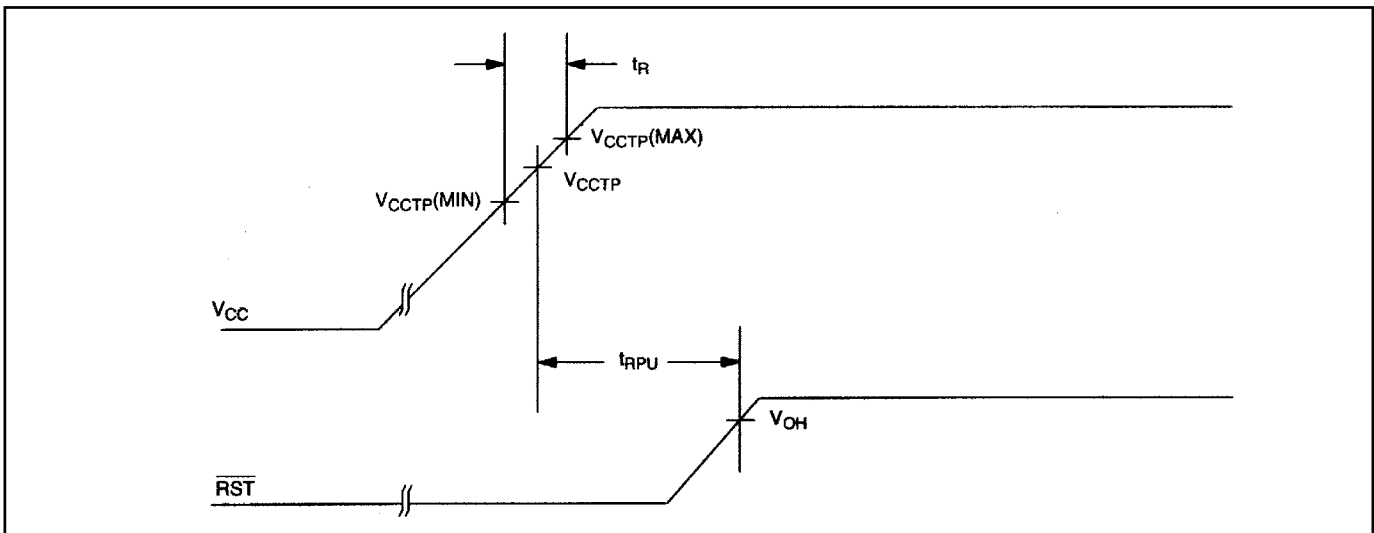 tR
VCCTP(MAX)
VCCTP
VCCTP(MIN)
VCC
tRPU
VOH
RST